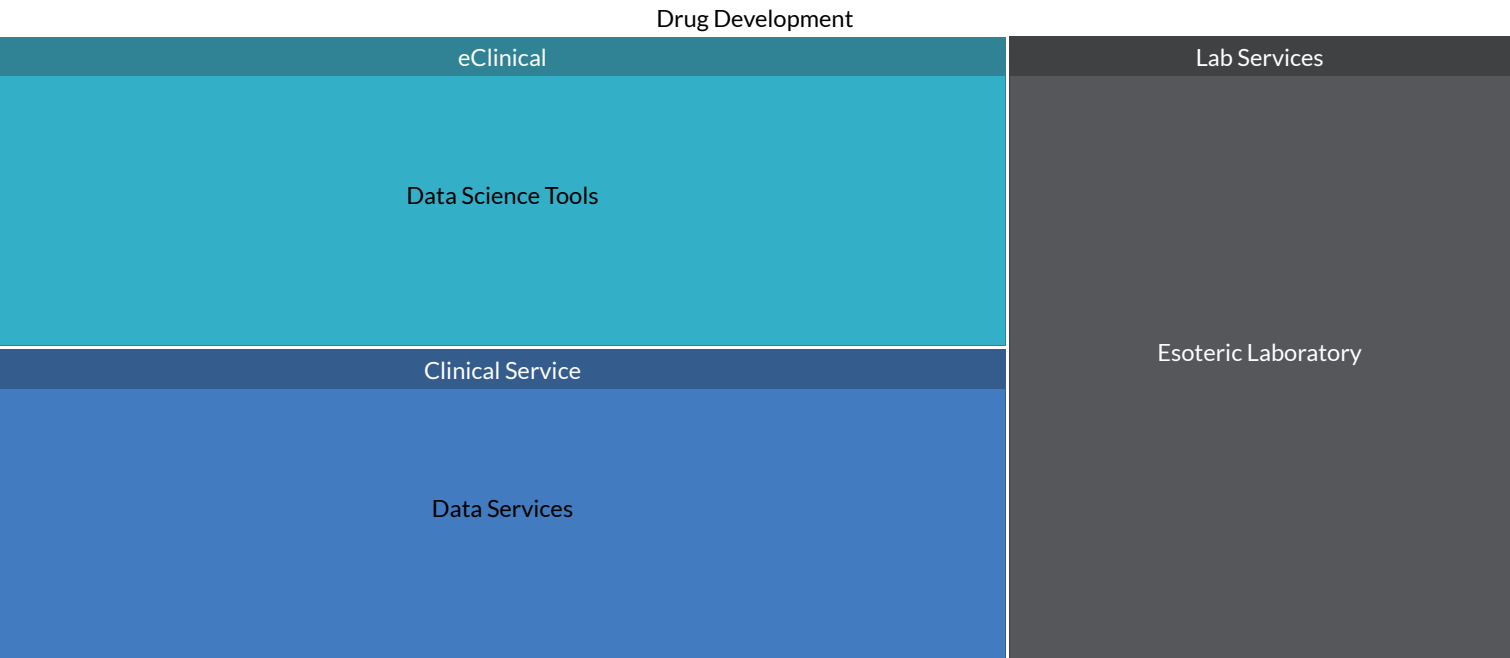 Drug Development
eClinical
Data Science Tools
Clinical Service
Data Services
Lab Services
Esoteric Laboratory